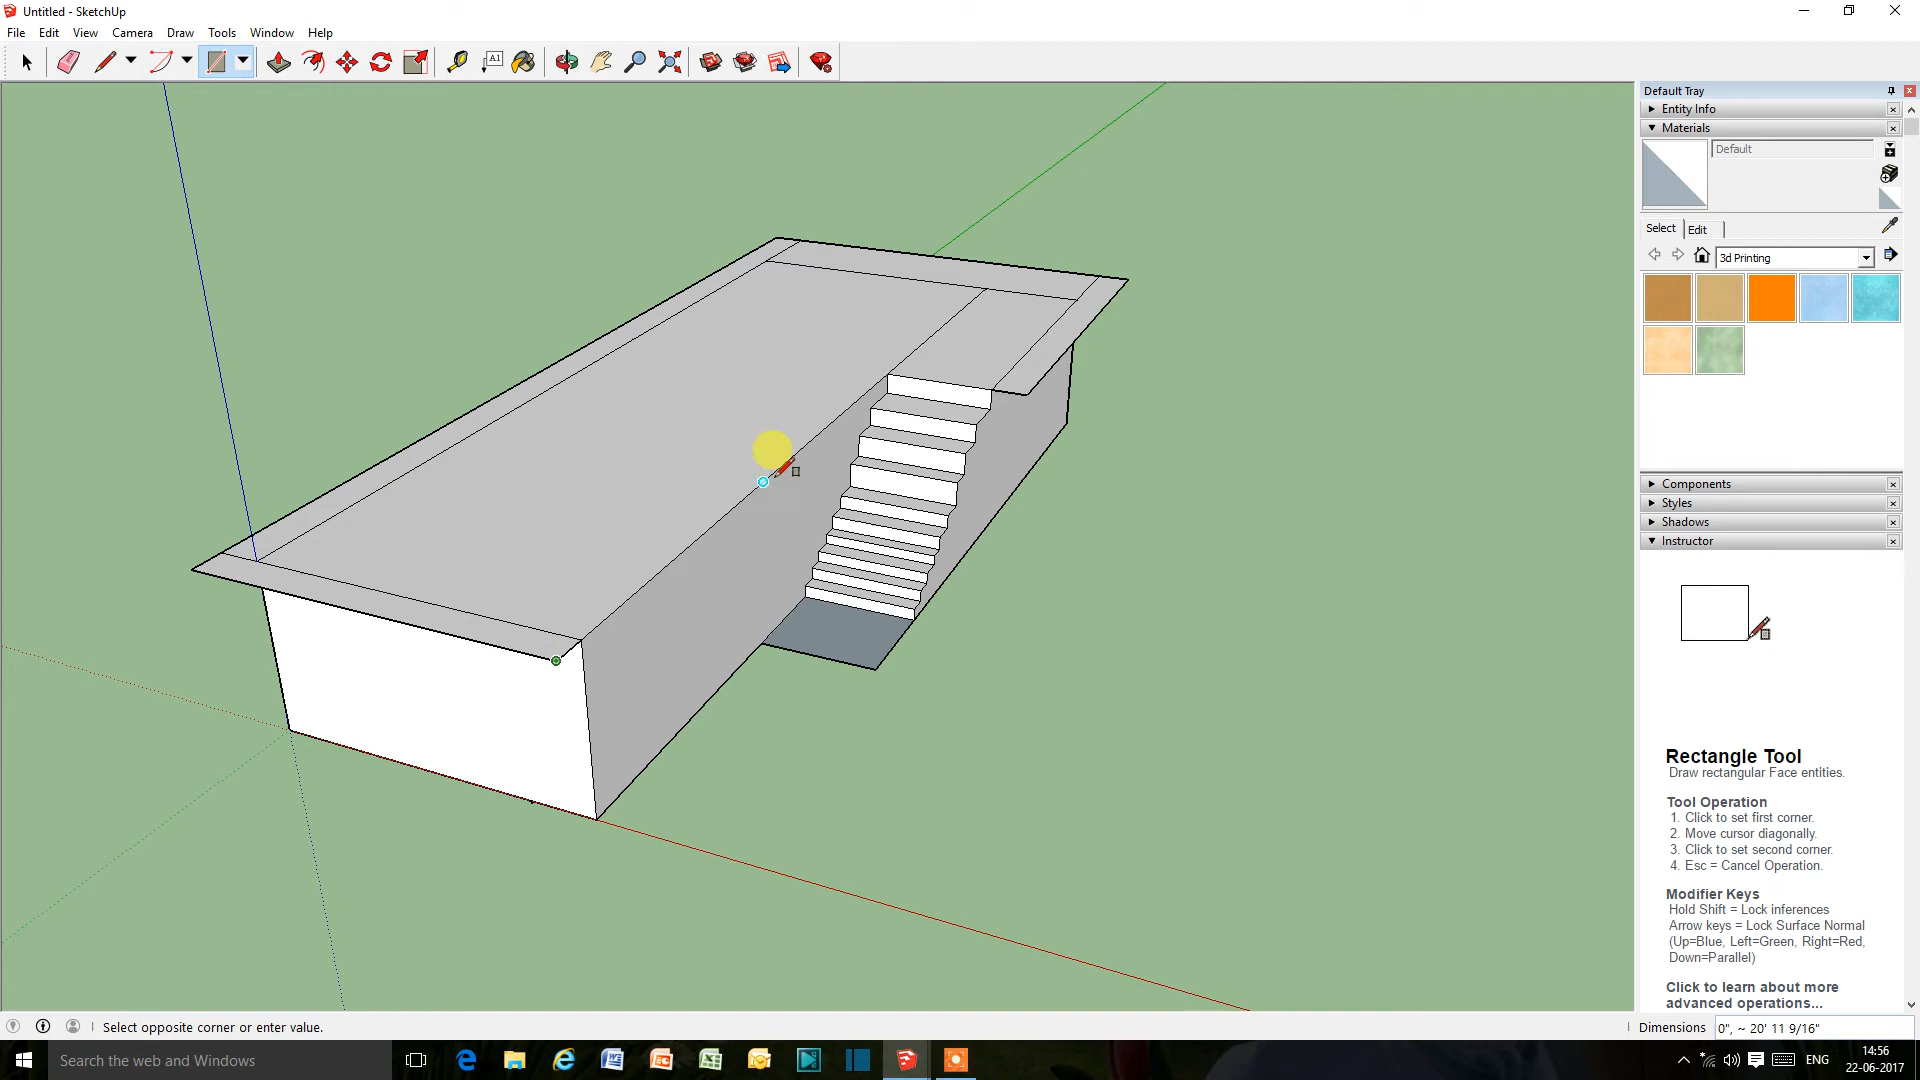 Untitled - SketchUp
File Edit View Camera Draw Tools Window Help
A1
Default Tray
Entity Info
Materials
Default
Select Edit
3d Printing
Components
Styles
Shadows
Instructor
Rectangle Tool
Draw rectangular Face entities.
Tool Operation
1. Click to set first corner.
2. Move cursor diagonally.
3. Click to set second corner.
4. Esc = Cancel Operation.
Modifier Keys
Hold Shift = Lock inferences
Arrow keys = Lock Surface Normal
(Up=Blue, Left=Green, Right=Red,
Down=Parallel)
Click to learn about more
advanced operations...
Select opposite corner or enter value.
Dimensions 0", ~ 20' 11 9/16"
Search the web and Windows
ENG
14:56
22-06-2017